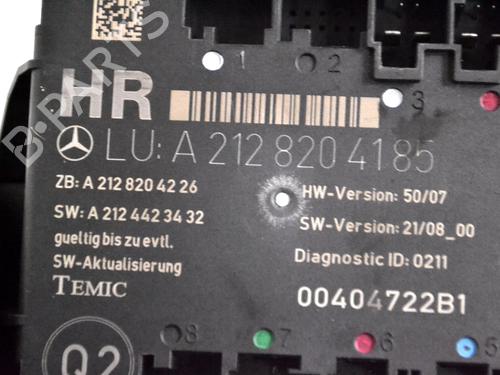 1
2
3
HR
LU: A 212 820 41 85
ZB: A 212 820 42 26
SW: A 212 442 34 32
gueltig bis zu evtl.
SW-Aktualisierung
TEMIC
HW-Version: 50/07
SW-Version: 21/08_00
Diagnostic ID: 0211
00404722B1
8
7
6
5
Q2
B-PARTS